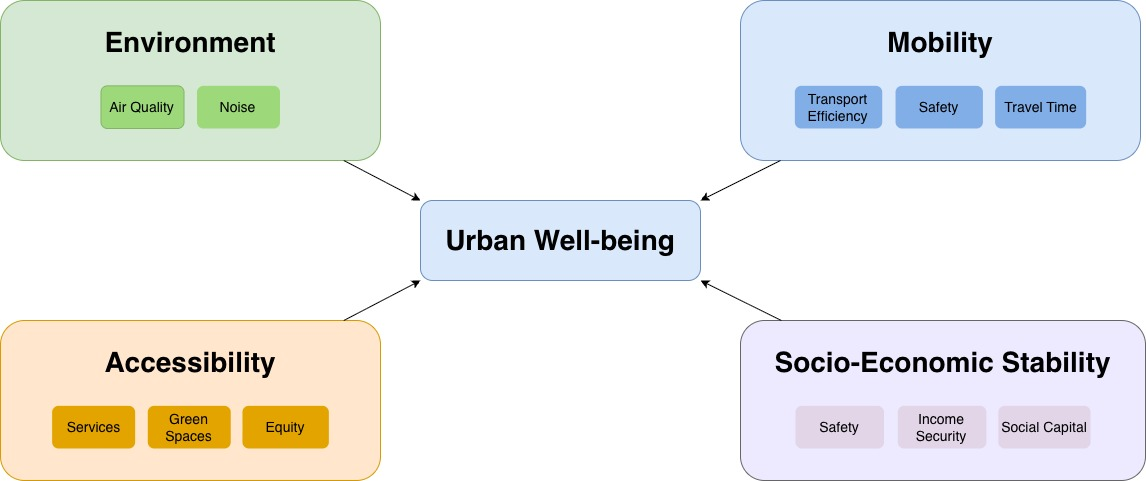 Environment
Air Quality
Noise
Mobility
Transport
Efficiency
Safety
Travel Time
Urban Well-being
Accessibility
Services
Green
Spaces
Equity
Socio-Economic Stability
Safety
Income
Security
Social Capital